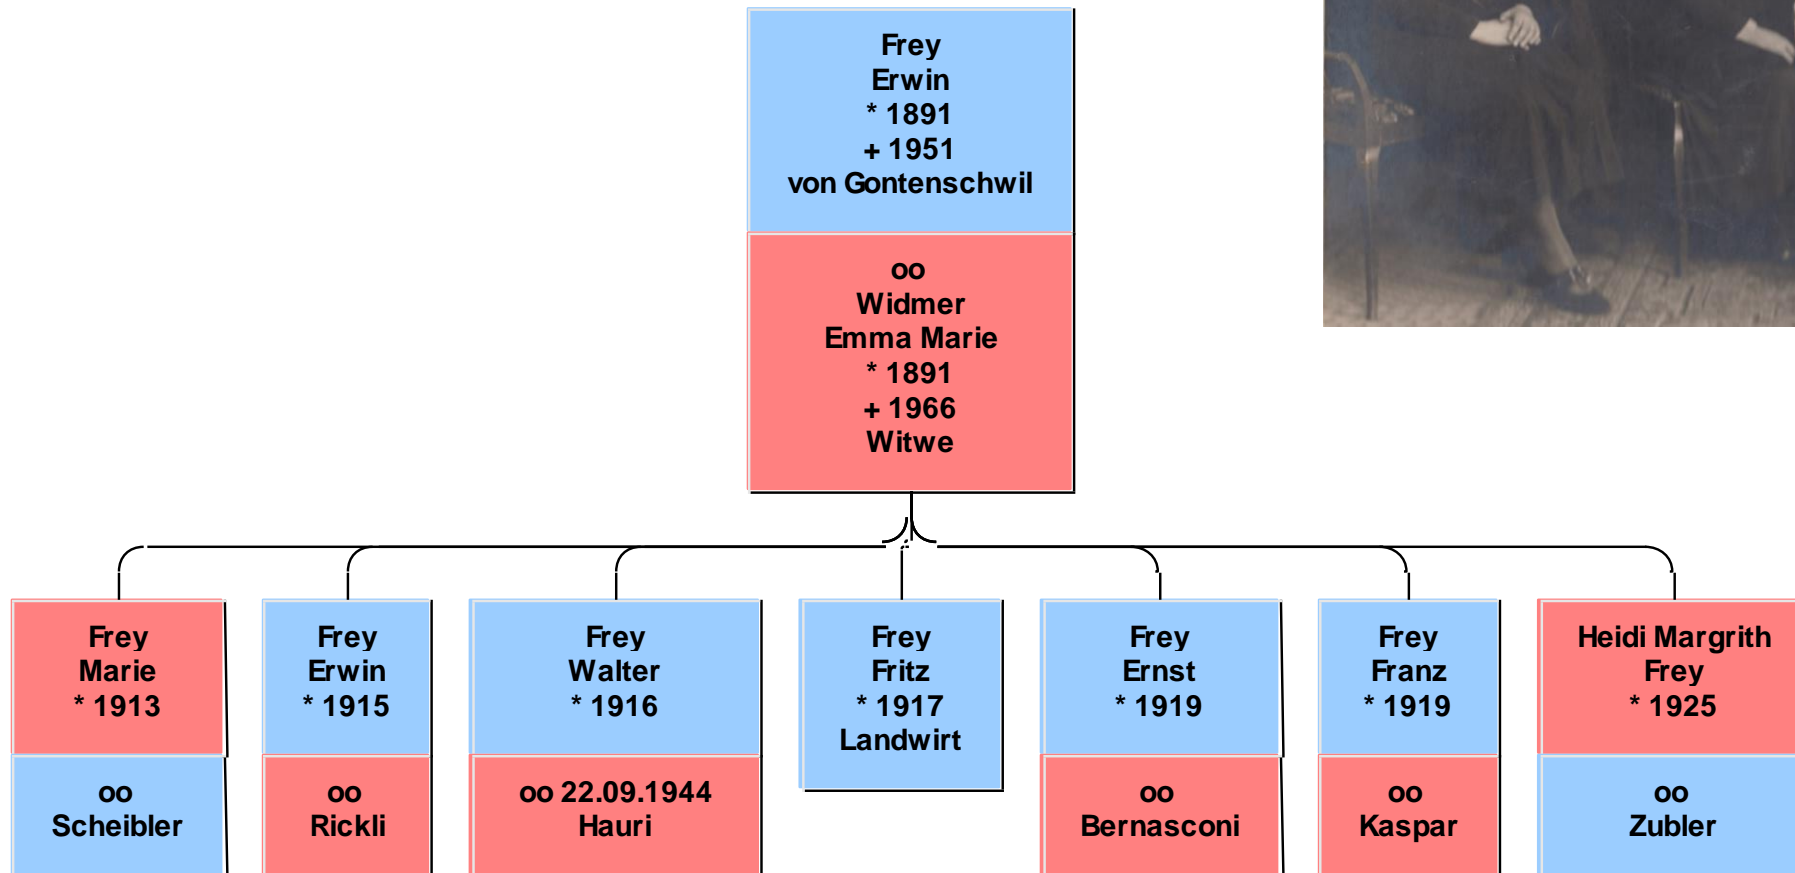 Frey
Erwin
* 1891
+ 1951
von Gontenschwil
oo
Widmer
Emma Marie
* 1891
+ 1966
Witwe
Frey
Marie
* 1913
oo
Scheibler
Frey
Erwin
* 1915
oo
Rickli
Frey
Walter
* 1916
oo 22.09.1944
Hauri
Frey
Fritz
* 1917
Landwirt
Frey
Ernst
* 1919
oo
Bernasconi
Frey
Franz
* 1919
oo
Kaspar
Heidi Margrith
Frey
* 1925
oo
Zubler